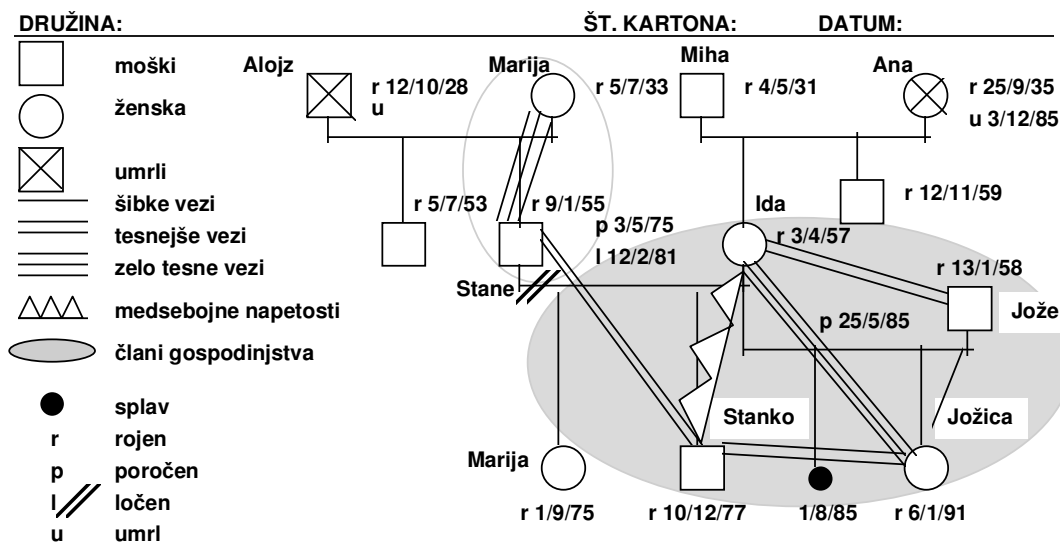 DRUŽINA: ŠT. KARTONA: DATUM:
moški
ženska
umrli
šibke vezi
tesnejše vezi
zelo tesne vezi
medsebojne napetosti
člani gospodinjstva
splav
r rojen
p poročen
l ločen
u umrl
Alojz
r 12/10/28
u
Marija
r 5/7/33
Miha
r 4/5/31
Ana
r 25/9/35
u 3/12/85
r 5/7/53
r 9/1/55
Stane
p 3/5/75
l 12/2/81
Ida
r 3/4/57
r 12/11/59
r 13/1/58
Jože
p 25/5/85
Marija
r 1/9/75
Stanko
r 10/12/77
1/8/85
Jožica
r 6/1/91